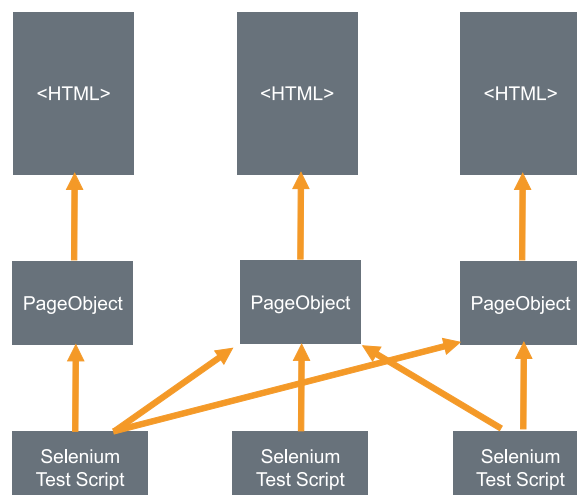 <HTML>
<HTML>
<HTML>
PageObject
PageObject
PageObject
Selenium
Test Script
Selenium
Test Script
Selenium
Test Script